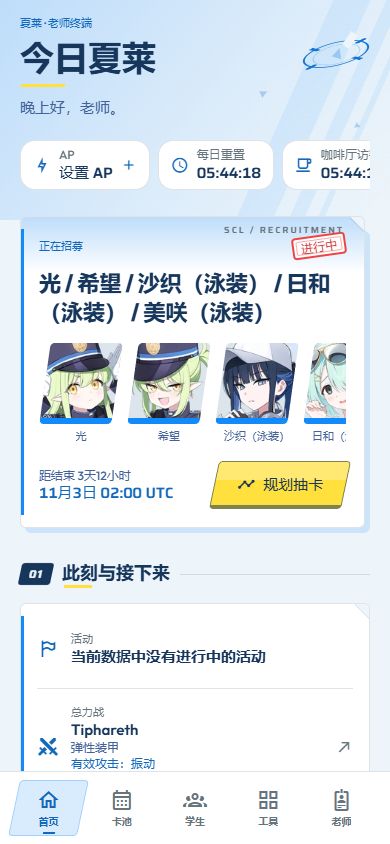 夏莱·老师终端
今日夏莱
晚上好，老师。
AP
设置 AP
每日重置
05:44:18
咖啡厅访
05:44:1
SCL / RECRUITMENT
正在招募
进行中
光 / 希望 / 沙织（泳装） / 日和
（泳装） / 美咲（泳装）
光
希望
沙织（泳装）
日和（
距结束 3天12小时
11月3日 02:00 UTC
规划抽卡
01 此刻与接下来
活动
当前数据中没有进行中的活动
总力战
Tiphareth
弹性装甲
有效攻击：振动
首页
卡池
学生
工具
老师